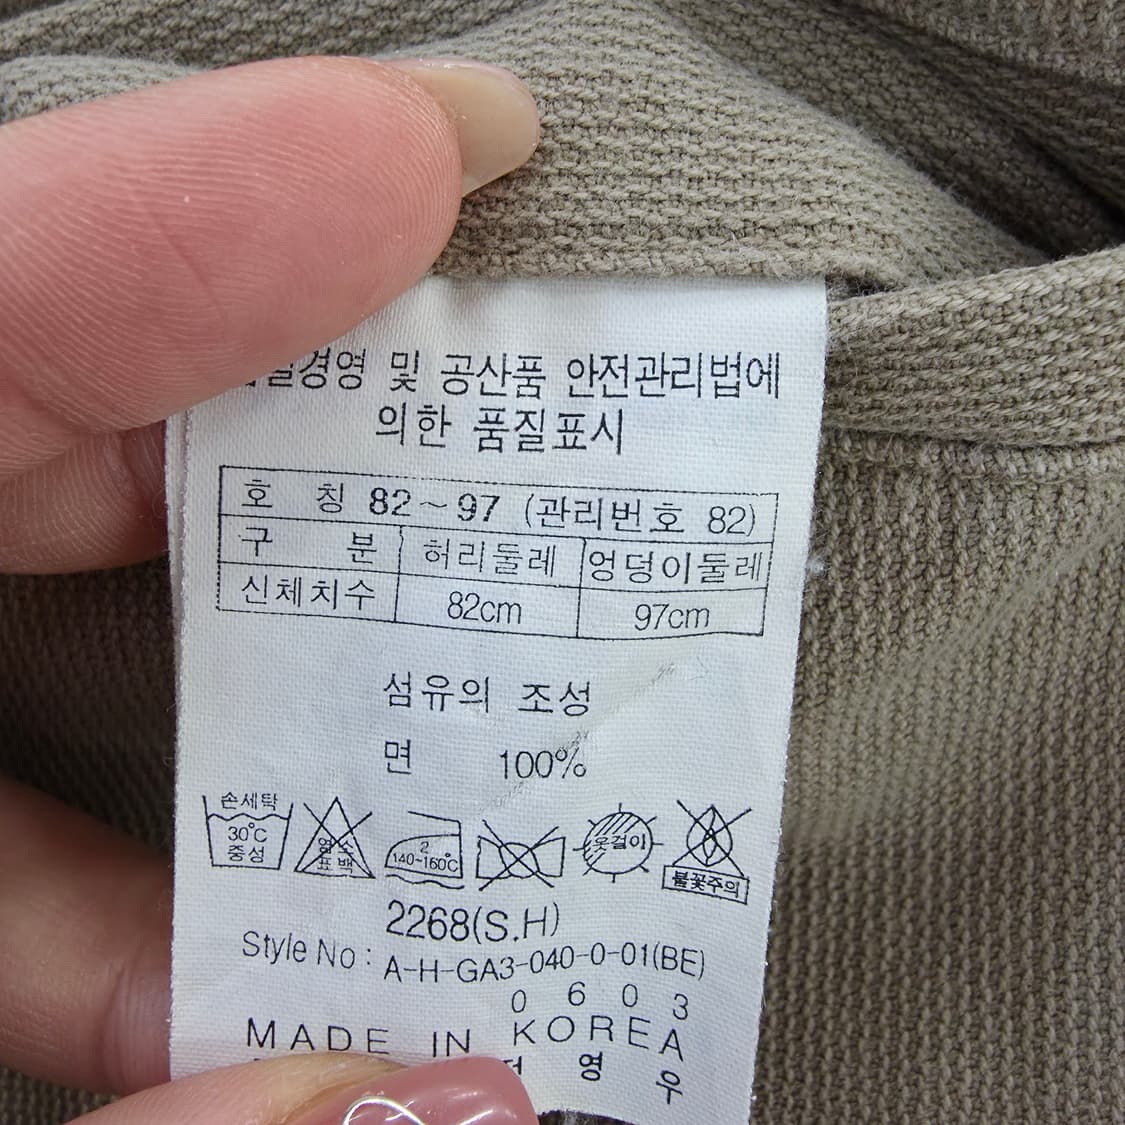 및 공산품 안전관리법에
의한 품질표시
호 칭 82~97 (관리번호 82)
구 분 허리둘레 엉덩이둘레
신체치수 82cm 97cm
섬유의 조성
면 100%
손세탁
30°C
중성
염소
표백
2
140~160°C
옷걸이
불꽃주의
2268(S.H)
Style No : A-H-GA3-040-0-01(BE)
0 6 0 3
MADE IN KOREA
영 우